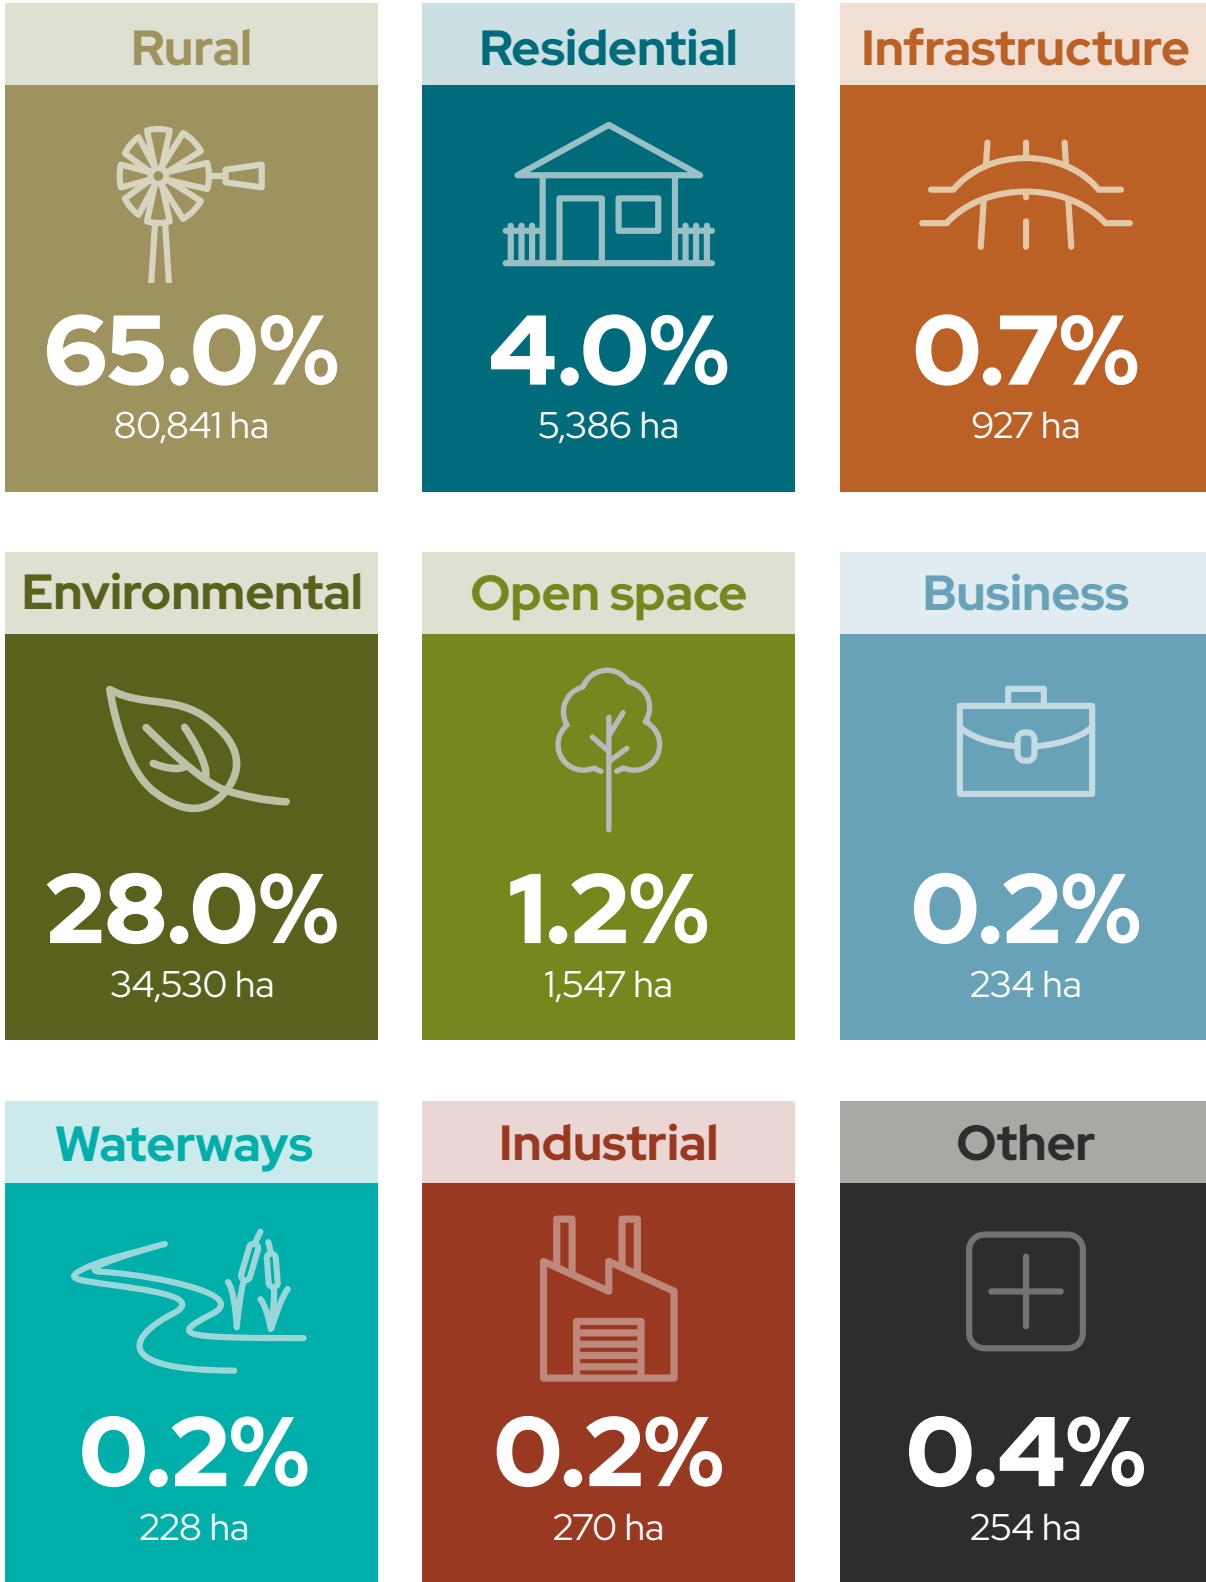 Rural
65.0%
80,841 ha
Residential
4.0%
5,386 ha
Infrastructure
0.7%
927 ha
Environmental
28.0%
34,530 ha
Open space
1.2%
1,547 ha
Business
0.2%
234 ha
Waterways
0.2%
228 ha
Industrial
0.2%
270 ha
Other
0.4%
254 ha